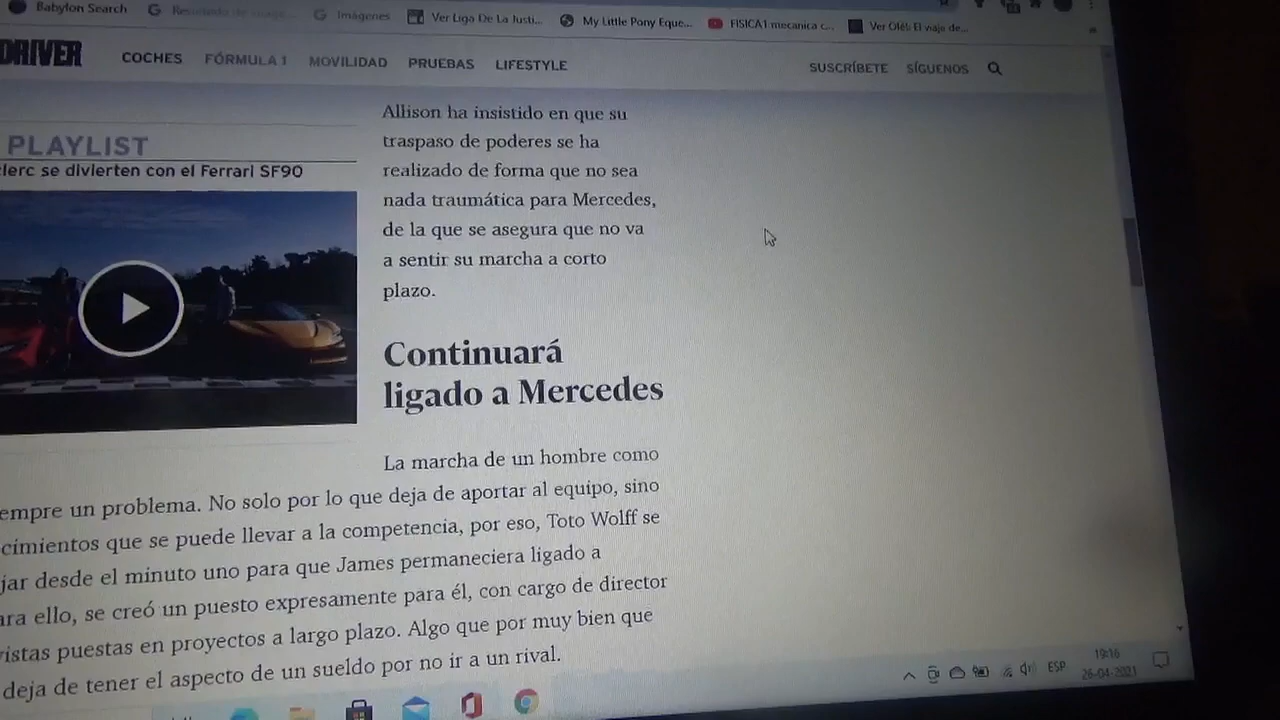 Babylon Search
Imágenes
Ver Liga De La Justi...
My Little Pony Eque...
FISICA1 mecanica c...
Ver Olé! El viaje de...
DRIVER
COCHES
FÓRMULA 1
MOVILIDAD
PRUEBAS
LIFESTYLE
SUSCRÍBETE
SÍGUENOS
PLAYLIST
lerc se divierten con el Ferrari SF90
Allison ha insistido en que su
traspaso de poderes se ha
realizado de forma que no sea
nada traumática para Mercedes,
de la que se asegura que no va
a sentir su marcha a corto
plazo.
Continuará
ligado a Mercedes
La marcha de un hombre como
empre un problema. No solo por lo que deja de aportar al equipo, sino
cimientos que se puede llevar a la competencia, por eso, Toto Wolff se
jar desde el minuto uno para que James permaneciera ligado a
ara ello, se creó un puesto expresamente para él, con cargo de director
vistas puestas en proyectos a largo plazo. Algo que por muy bien que
deja de tener el aspecto de un sueldo por no ir a un rival.
ESP
19:16
26-04-2021